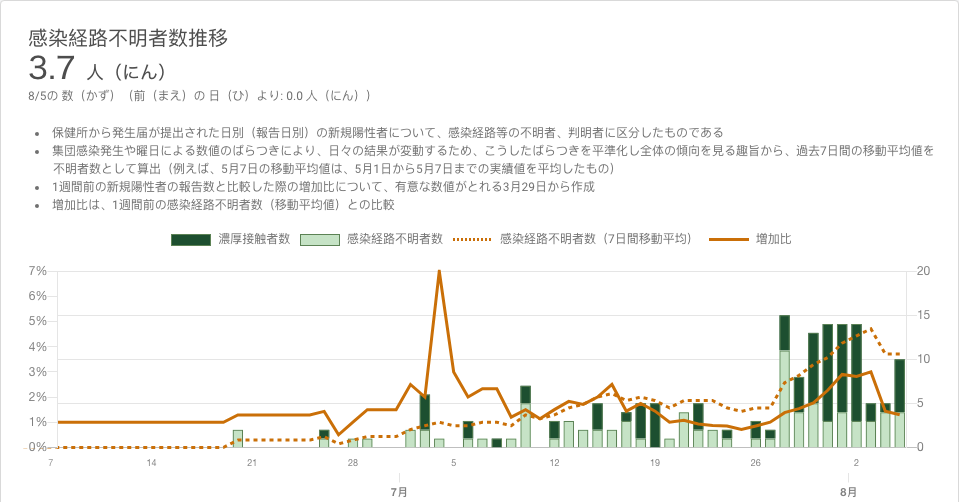 感染経路不明者数推移
3.7 人（にん）
8/5の 数（かず）（前（まえ）の 日（ひ）より: 0.0 人（にん））
• 保健所から発生届が提出された日別（報告日別）の新規陽性者について、感染経路等の不明者、判明者に区分したものである
• 集団感染発生や曜日による数値のばらつきにより、日々の結果が変動するため、こうしたばらつきを平準化し全体の傾向を見る趣旨から、過去7日間の移動平均値を
不明者数として算出（例えば、5月7日の移動平均値は、5月1日から5月7日までの実績値を平均したもの）
• 1週間前の新規陽性者の報告数と比較した際の増加比について、有意な数値がとれる3月29日から作成
• 増加比は、1週間前の感染経路不明者数（移動平均値）との比較
濃厚接触者数 感染経路不明者数 感染経路不明者数（7日間移動平均） 増加比
7% 20
6%
5% 15
4%
3% 10
2%
1% 5
0% 0
7 14 21 28 5 12 19 26 2
7月 8月